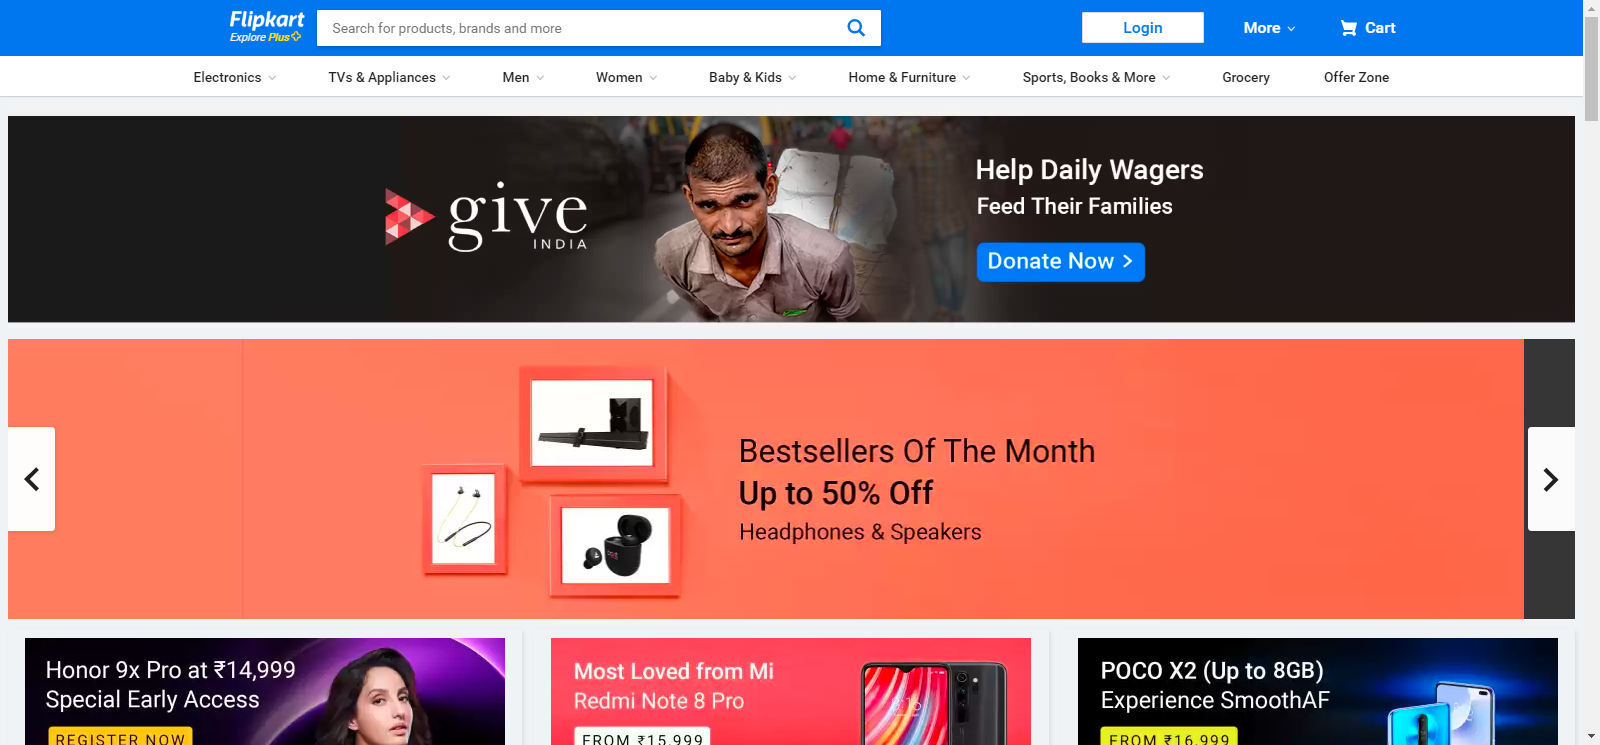 Flipkart
Explore Plus
Search for products, brands and more
Login
More
Cart
Electronics
TVs & Appliances
Men
Women
Baby & Kids
Home & Furniture
Sports, Books & More
Grocery
Offer Zone
give
INDIA
Help Daily Wagers
Feed Their Families
Donate Now >
Bestsellers Of The Month
Up to 50% Off
Headphones & Speakers
Honor 9x Pro at ₹14,999
Special Early Access
REGISTER NOW
Most Loved from Mi
Redmi Note 8 Pro
FROM ₹15,999
POCO X2 (Up to 8GB)
Experience SmoothAF
FROM ₹16,999